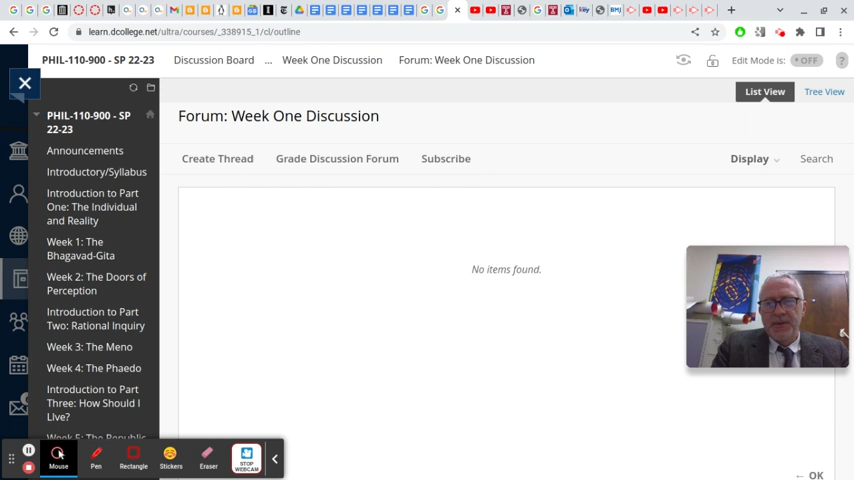 learn.dcollege.net/ultra/courses/_338915_1/cl/outline
PHIL-110-900 - SP 22-23
Discussion Board
...
Week One Discussion
Forum: Week One Discussion
Edit Mode is:
OFF
?
List View
Tree View
PHIL-110-900 - SP
22-23
Announcements
Introductory/Syllabus
Introduction to Part
One: The Individual
and Reality
Week 1: The
Bhagavad-Gita
Week 2: The Doors of
Perception
Introduction to Part
Two: Rational Inquiry
Week 3: The Meno
Week 4: The Phaedo
Introduction to Part
Three: How Should I
LIve?
Week 5: The Republic
Forum: Week One Discussion
Create Thread
Grade Discussion Forum
Subscribe
Display
Search
No items found.
← OK
Mouse
Pen
Rectangle
Stickers
Eraser
STOP
WEBCAM